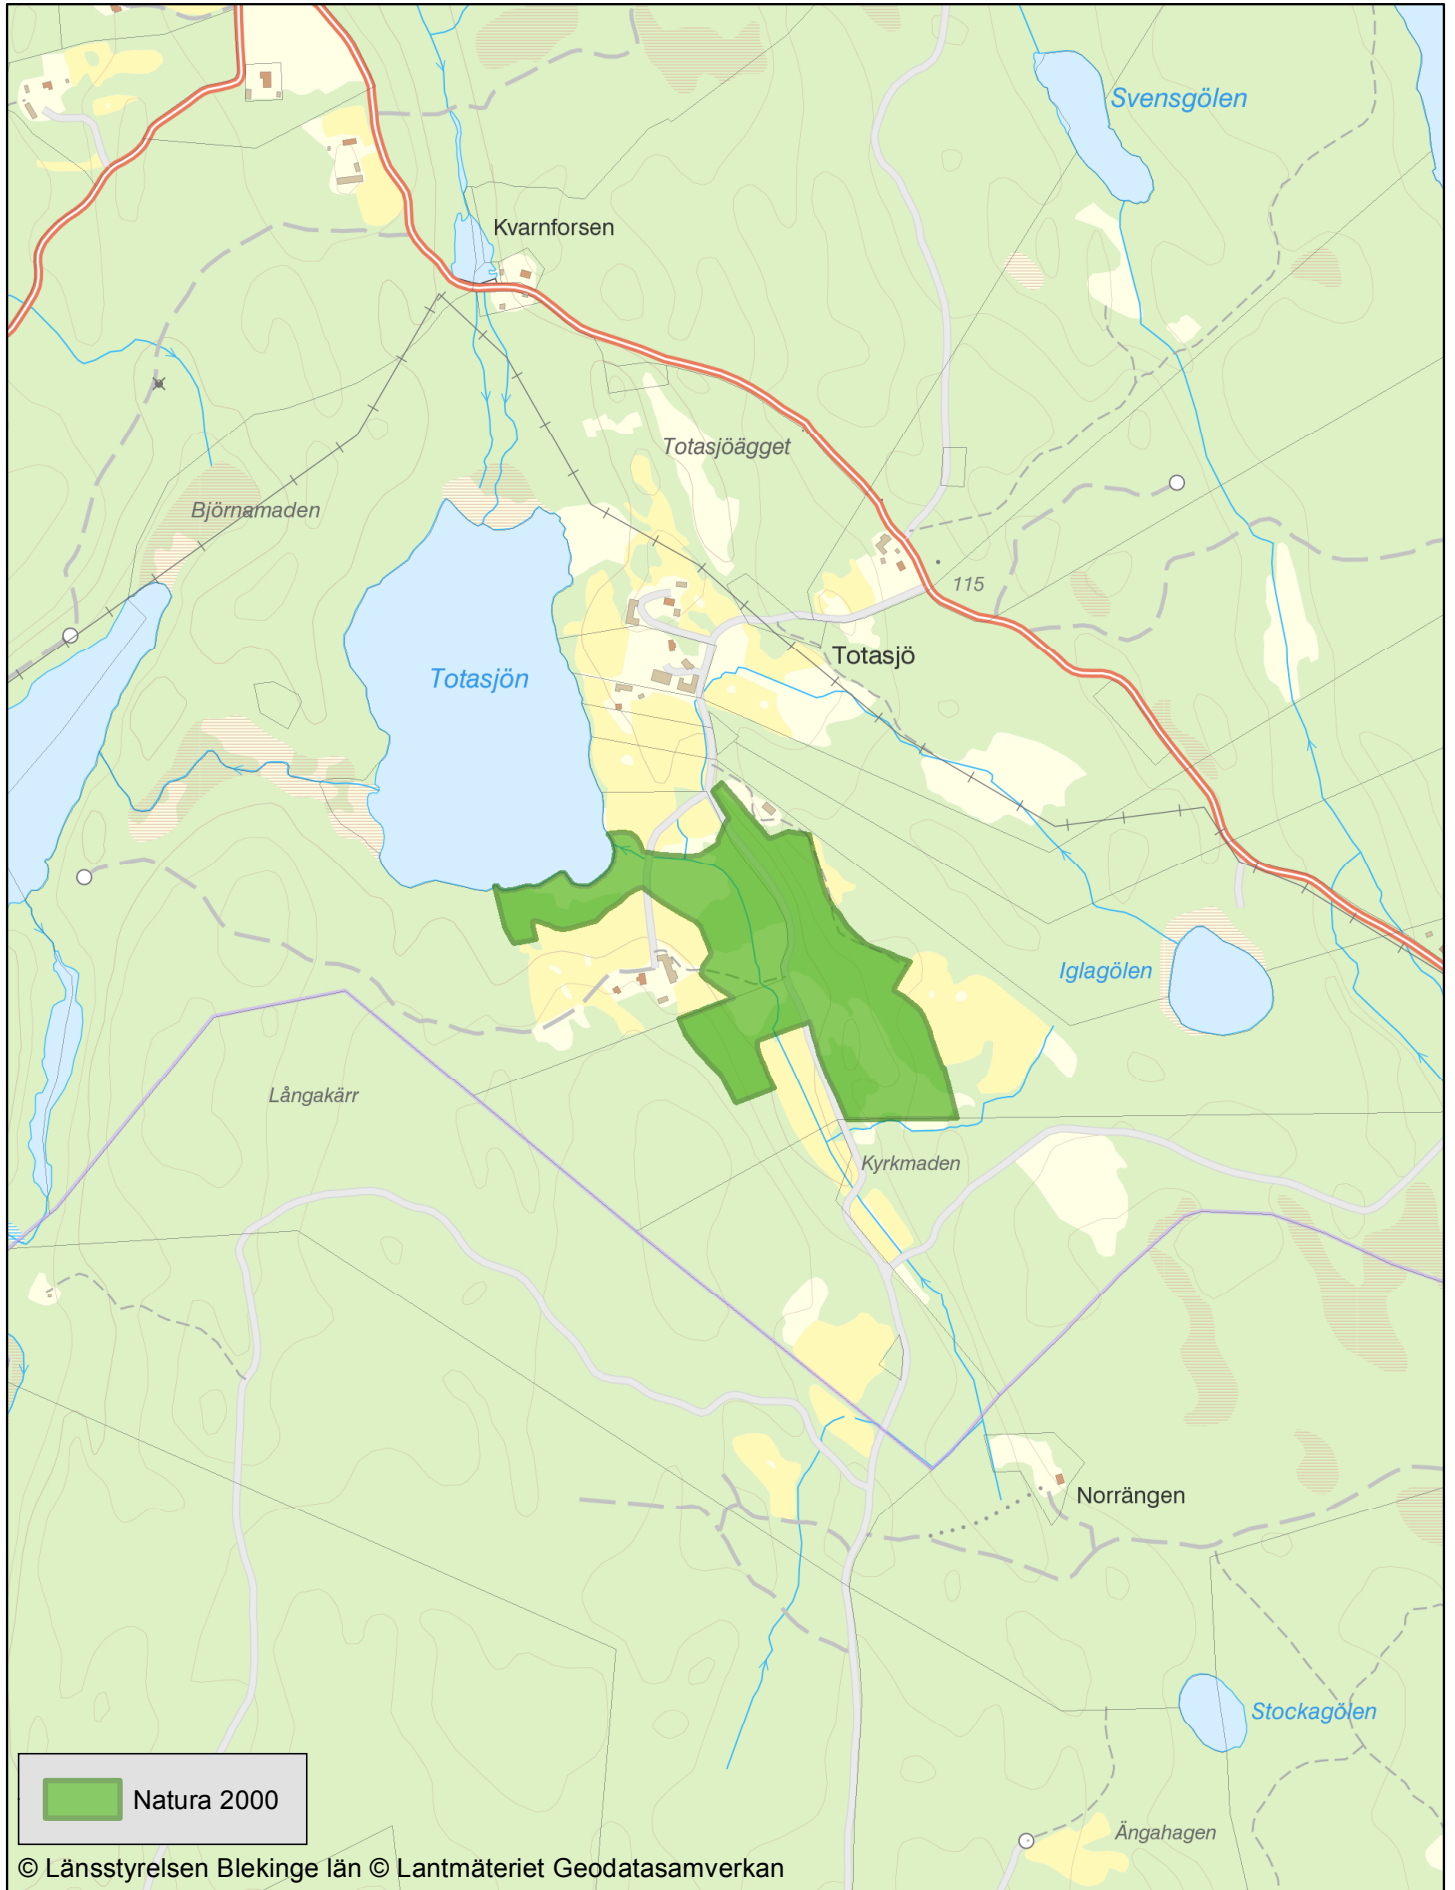 Svensgölen
Kvarnforsen
Totasjöägget
Björnamaden
115
Totasjö
Totasjön
Iglagölen
Långakärr
Kyrkmaden
Norrängen
Stockagölen
Natura 2000
Ängahagen
© Länsstyrelsen Blekinge län © Lantmäteriet Geodatasamverkan